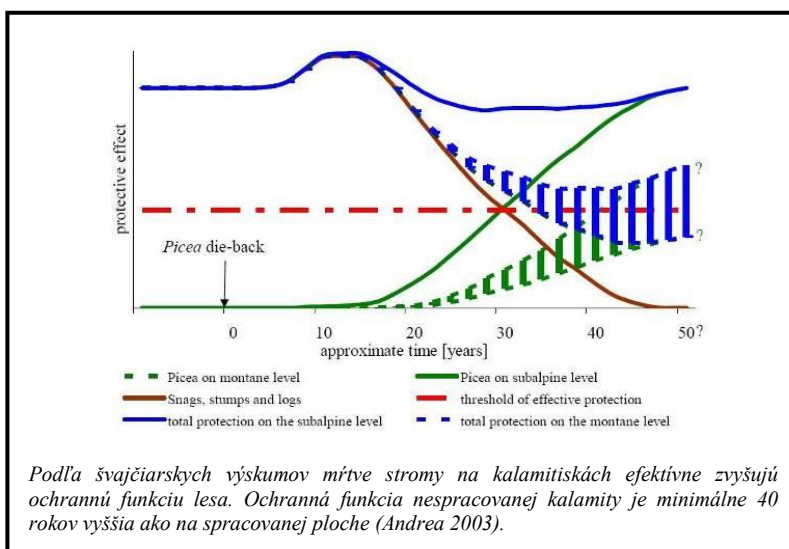 protective effect
Picea die-back
?
?
0 10 20 30 40 50?
approximate time [years]
Picea on montane level
Picea on subalpine level
Snags, stumps and logs
threshold of effective protection
total protection on the subalpine level
total protection on the montane level
Podľa švajčiarskych výskumov mŕtve stromy na kalamitiskách efektívne zvyšujú
ochrannú funkciu lesa. Ochranná funkcia nespracovanej kalamity je minimálne 40
rokov vyššia ako na spracovanej ploche (Andrea 2003).